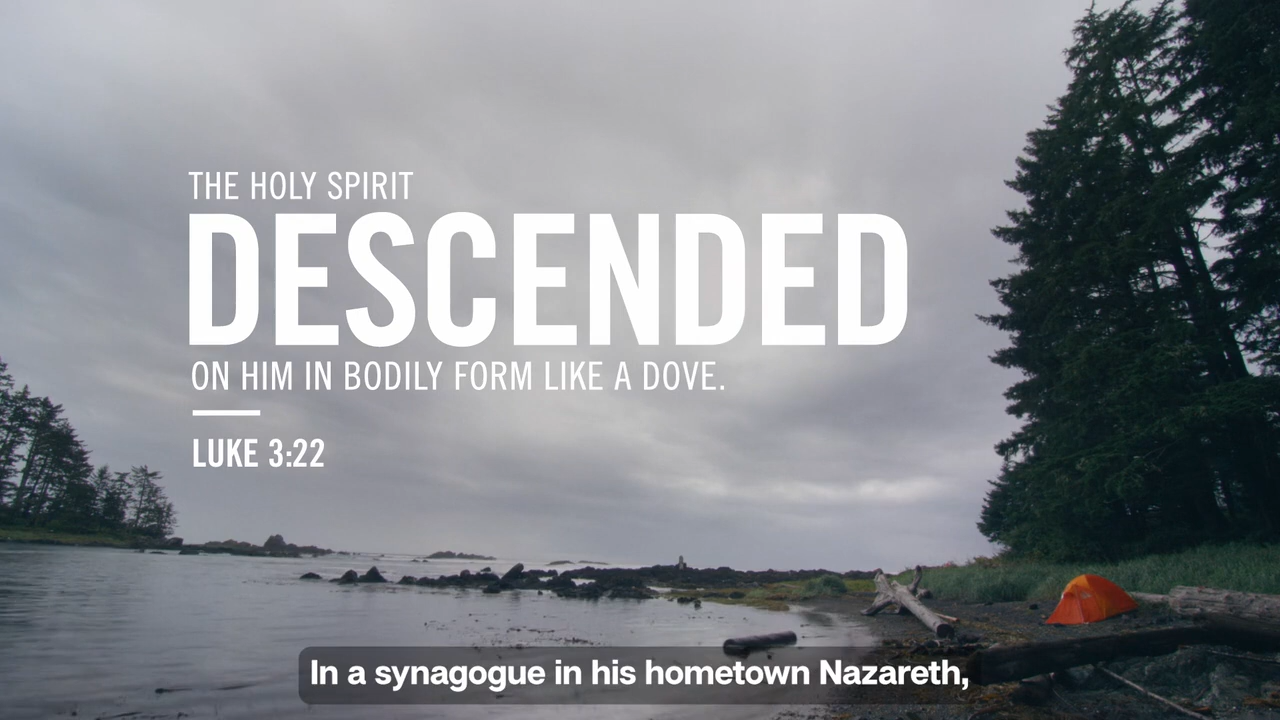 THE HOLY SPIRIT
DESCENDED
ON HIM IN BODILY FORM LIKE A DOVE.
LUKE 3:22
In a synagogue in his hometown Nazareth,